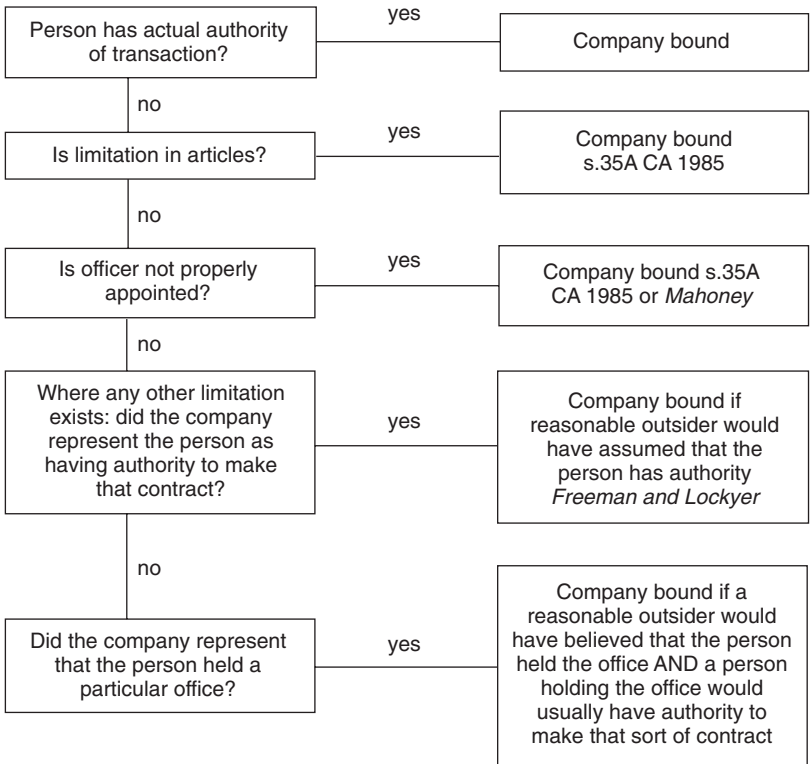 Person has actual authority
of transaction?
yes
Company bound
no
Is limitation in articles?
yes
Company bound
s.35A CA 1985
no
Is officer not properly
appointed?
yes
Company bound s.35A
CA 1985 or Mahoney
no
Where any other limitation
exists: did the company
represent the person as
having authority to make
that contract?
yes
Company bound if
reasonable outsider would
have assumed that the
person has authority
Freeman and Lockyer
no
Did the company represent
that the person held a
particular office?
yes
Company bound if a
reasonable outsider would
have believed that the person
held the office AND a person
holding the office would
usually have authority to
make that sort of contract